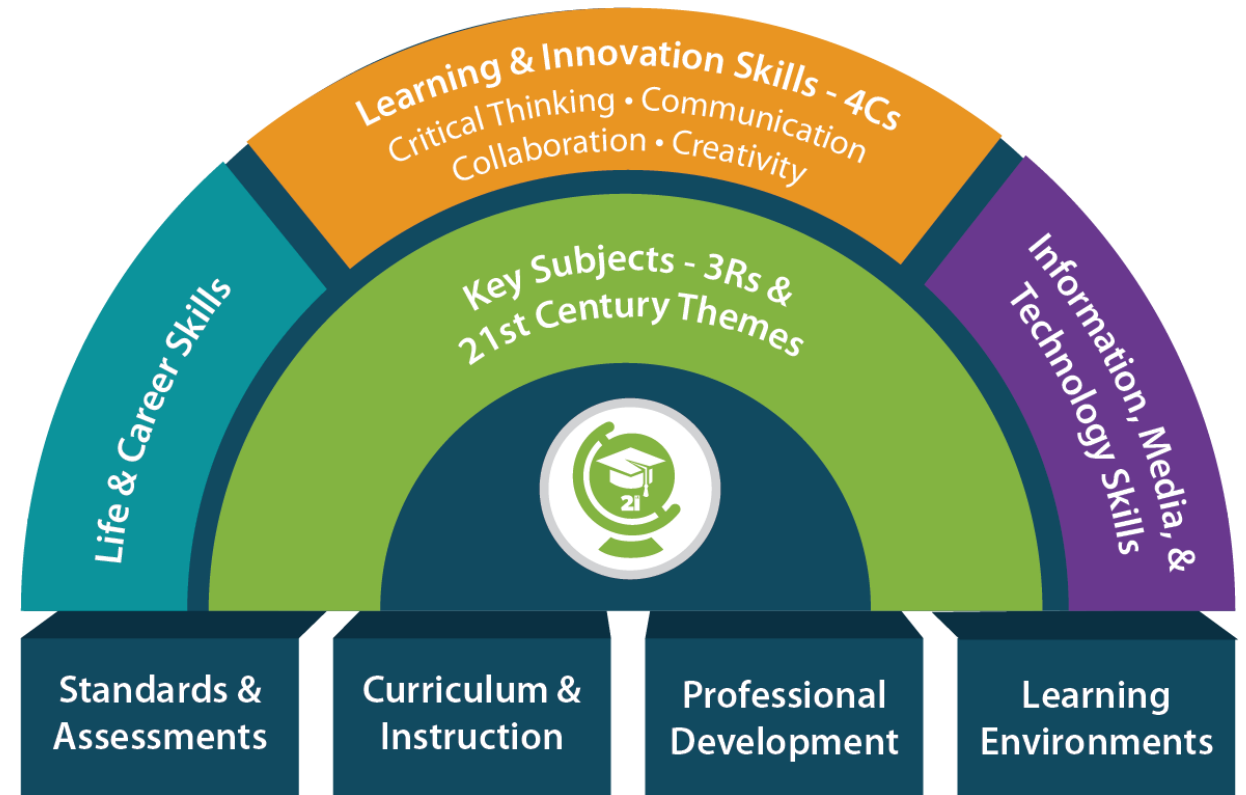 Learning & Innovation Skills - 4Cs
Critical Thinking • Communication
Collaboration • Creativity
Life & Career Skills
Key Subjects - 3Rs &
21st Century Themes
Information, Media, &
Technology Skills
2i
Standards &
Assessments
Curriculum &
Instruction
Professional
Development
Learning
Environments